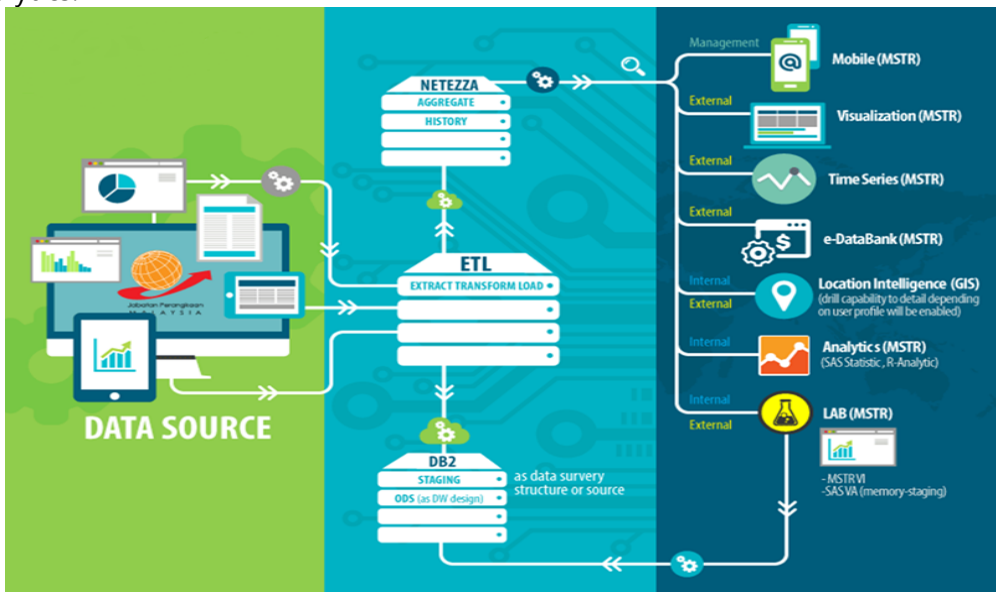 Jabatan Perangkaan
MALAYSIA
DATA SOURCE
NETEZZA
AGGREGATE
HISTORY
ETL
EXTRACT TRANSFORM LOAD
DB2
STAGING
ODS (as DW design)
as data survery
structure or source
Management
Mobile (MSTR)
External
Visualization (MSTR)
External
Time Series (MSTR)
External
e-DataBank (MSTR)
Internal
External
Location Intelligence (GIS)
(drill capability to detail depending
on user profile will be enabled)
Internal
Analytics (MSTR)
(SAS Statistic, R-Analytic)
Internal
External
LAB (MSTR)
- MSTR VI
-SAS VA (memory-staging)